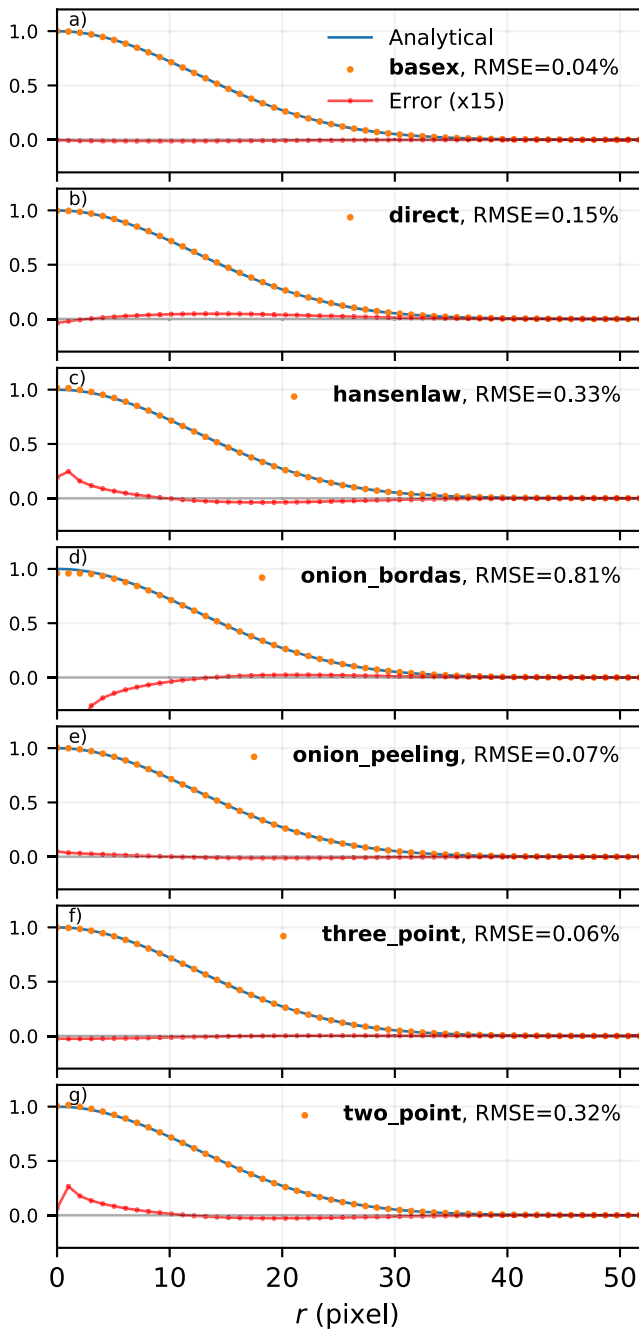 a)
Analytical
basex, RMSE=0.04%
Error (x15)
1.0
0.5
0.0
b)
direct, RMSE=0.15%
1.0
0.5
0.0
c)
hansenlaw, RMSE=0.33%
1.0
0.5
0.0
d)
onion_bordas, RMSE=0.81%
1.0
0.5
0.0
e)
onion_peeling, RMSE=0.07%
1.0
0.5
0.0
f)
three_point, RMSE=0.06%
1.0
0.5
0.0
g)
two_point, RMSE=0.32%
1.0
0.5
0.0
0 10 20 30 40 50
r (pixel)